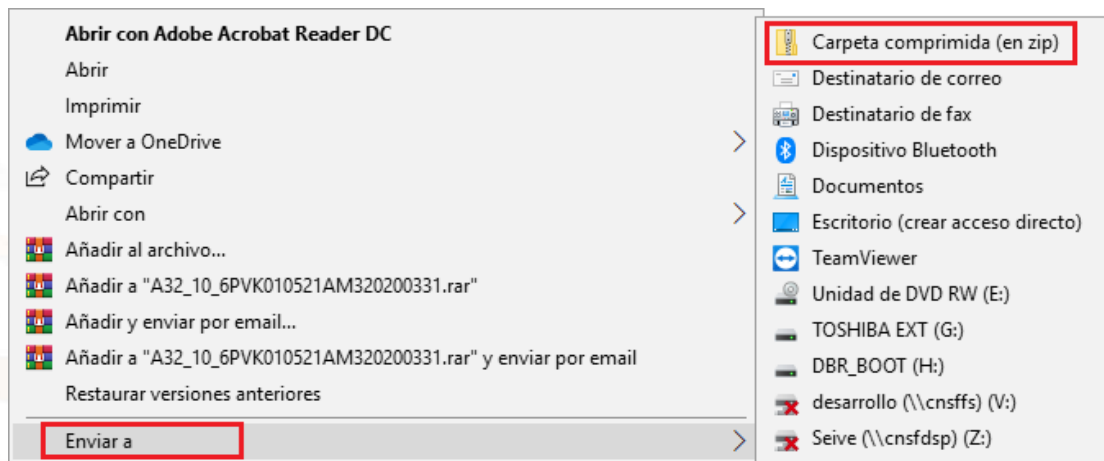 Abrir con Adobe Acrobat Reader DC
Abrir
Imprimir
Mover a OneDrive
Compartir
Abrir con
Añadir al archivo...
Añadir a "A32_10_6PVK010521AM320200331.rar"
Añadir y enviar por email...
Añadir a "A32_10_6PVK010521AM320200331.rar" y enviar por email
Restaurar versiones anteriores
Enviar a
Carpeta comprimida (en zip)
Destinatario de correo
Destinatario de fax
Dispositivo Bluetooth
Documentos
Escritorio (crear acceso directo)
TeamViewer
Unidad de DVD RW (E:)
TOSHIBA EXT (G:)
DBR_BOOT (H:)
desarrollo (\\cnsffs) (V:)
Seive (\\cnsfdsp) (Z:)